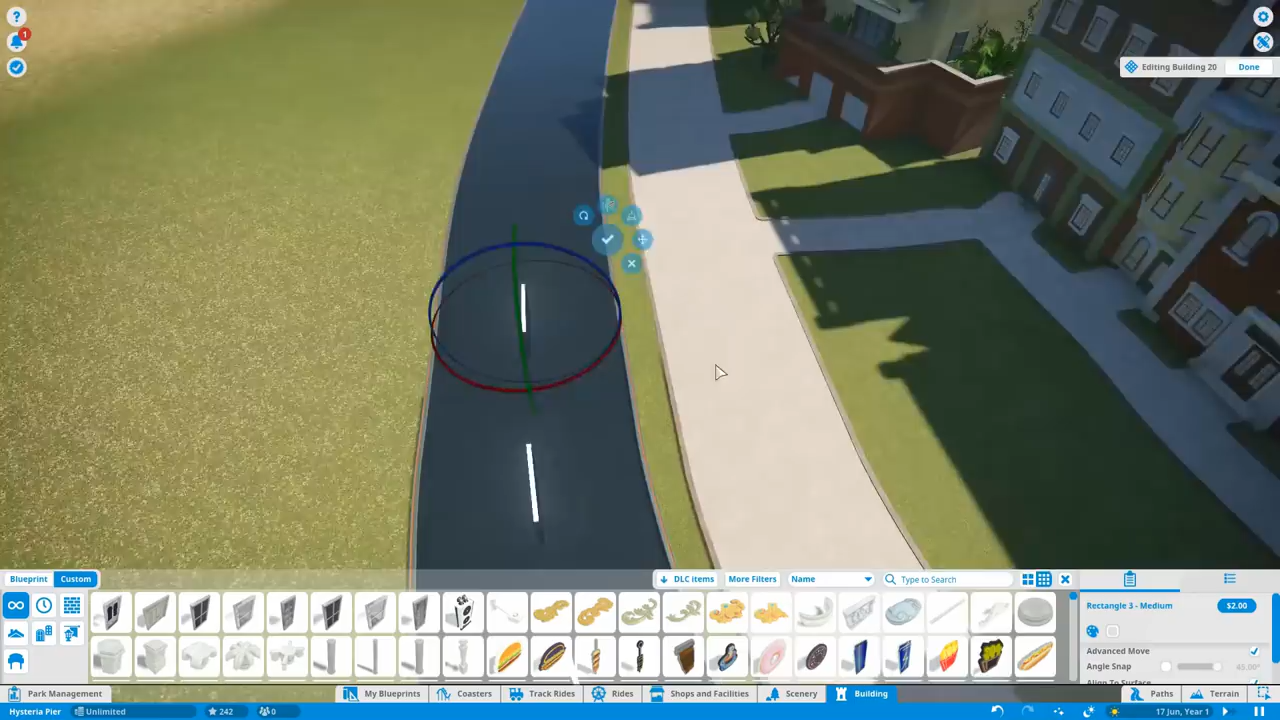 ?
1
Editing Building 20
Done
Blueprint
Custom
DLC items
More Filters
Name
Type to Search
Rectangle 3 - Medium
$2.00
Advanced Move
Angle Snap
45.00°
Park Management
My Blueprints
Coasters
Track Rides
Rides
Shops and Facilities
Scenery
Building
Paths
Terrain
Hysteria Pier
Unlimited
242
0
17 Jun, Year 1